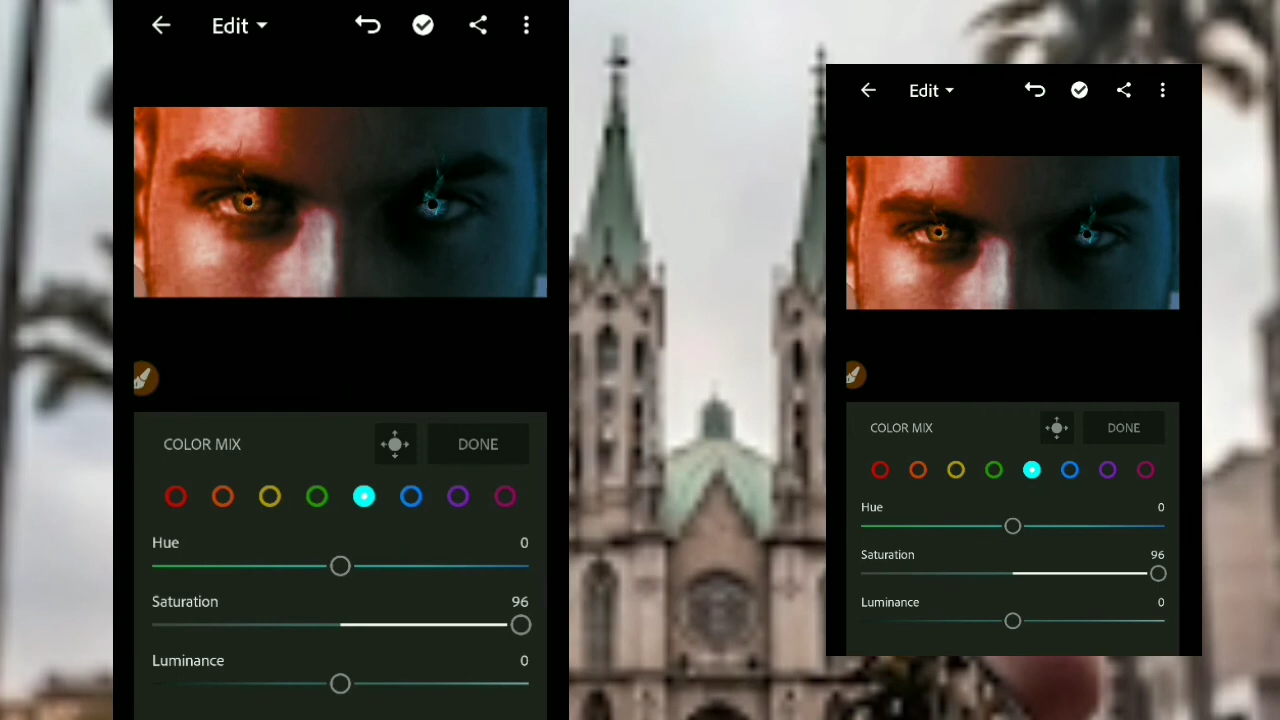 Edit
COLOR MIX
DONE
Hue
0
Saturation
96
Luminance
0
Edit
COLOR MIX
DONE
Hue
0
Saturation
96
Luminance
0